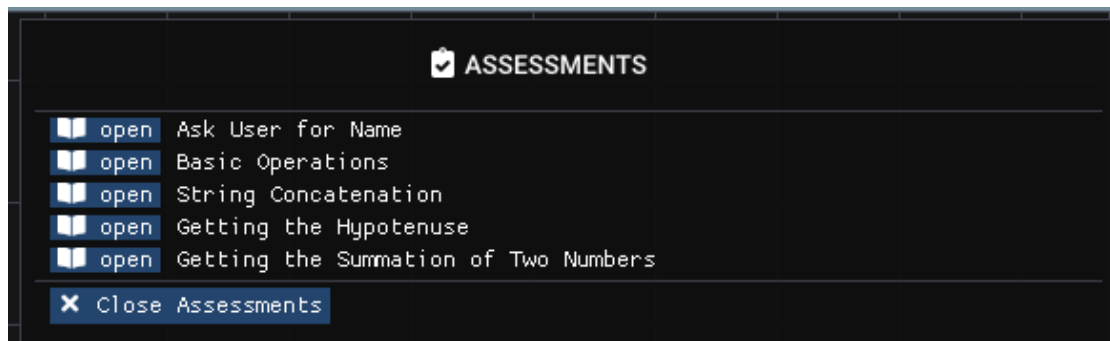 ASSESSMENTS
open Ask User for Name
open Basic Operations
open String Concatenation
open Getting the Hypotenuse
open Getting the Summation of Two Numbers
Close Assessments